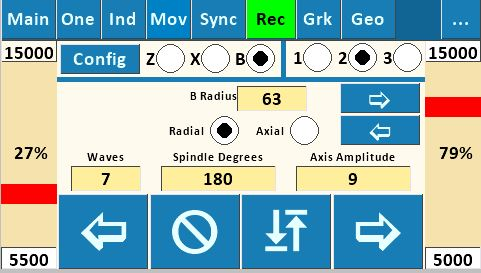 Main One Ind Mov Sync Rec Grk Geo ...
15000 Config Z X B 1 2 3 15000
B Radius 63
Radial Axial
27% 79%
Waves Spindle Degrees Axis Amplitude
7 180 9
5500 5000